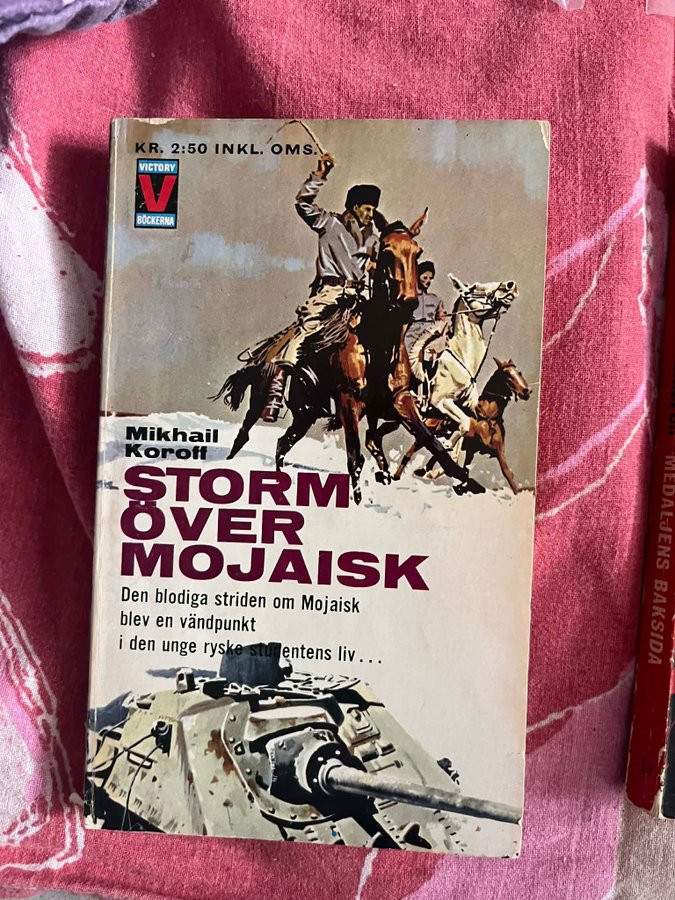 KR. 2:50 INKL. OMS.
VICTORY
V
BÖCKERNA
Mikhail
Koroff
STORM
ÖVER
MOJAISK
Den blodiga striden om Mojaisk
blev en vändpunkt
i den unge ryske studentens liv...
MEDALJENS BAKSIDA